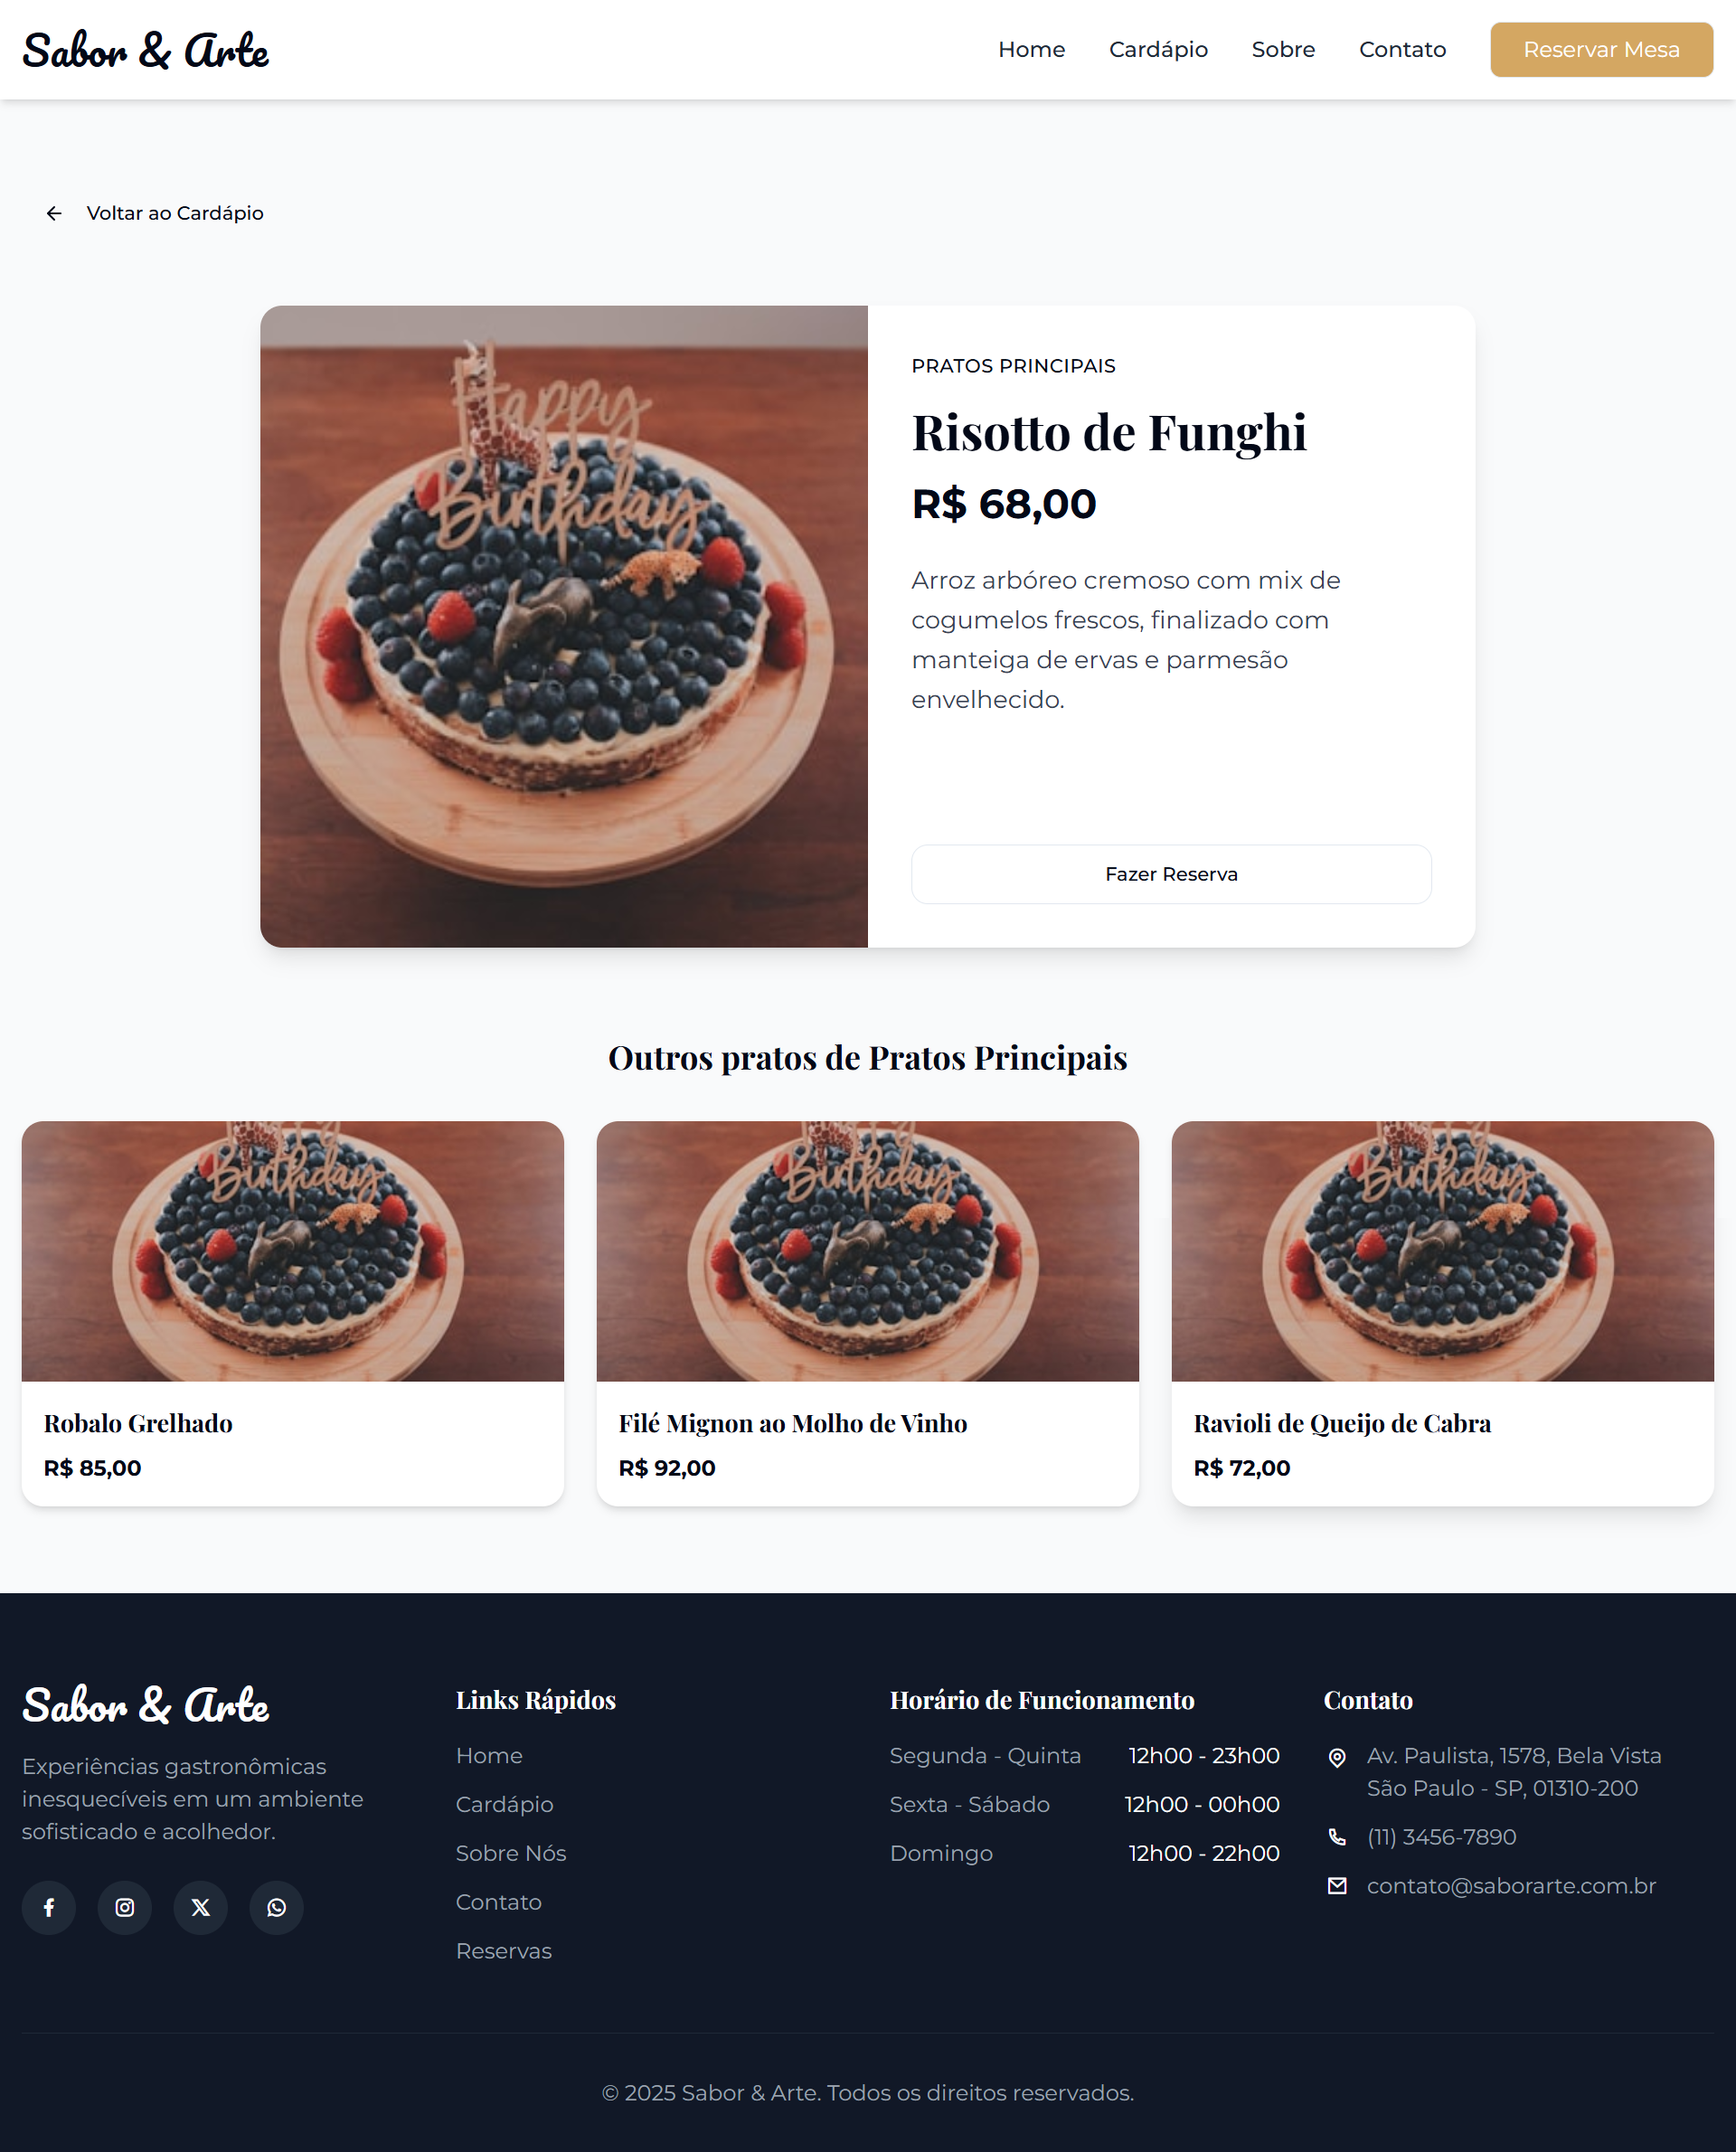 Sabor & Arte
Home Cardápio Sobre Contato Reservar Mesa
Voltar ao Cardápio
Happy
Birthday
PRATOS PRINCIPAIS
Risotto de Funghi
R$ 68,00
Arroz arbóreo cremoso com mix de
cogumelos frescos, finalizado com
manteiga de ervas e parmesão
envelhecido.
Fazer Reserva
Outros pratos de Pratos Principais
Birthday
Robalo Grelhado
R$ 85,00
Birthday
Filé Mignon ao Molho de Vinho
R$ 92,00
Birthday
Ravioli de Queijo de Cabra
R$ 72,00
Sabor & Arte
Experiências gastronômicas
inesquecíveis em um ambiente
sofisticado e acolhedor.
Links Rápidos
Home
Cardápio
Sobre Nós
Contato
Reservas
Horário de Funcionamento
Segunda - Quinta 12h00 - 23h00
Sexta - Sábado 12h00 - 00h00
Domingo 12h00 - 22h00
Contato
Av. Paulista, 1578, Bela Vista
São Paulo - SP, 01310-200
(11) 3456-7890
contato@saborarte.com.br
© 2025 Sabor & Arte. Todos os direitos reservados.